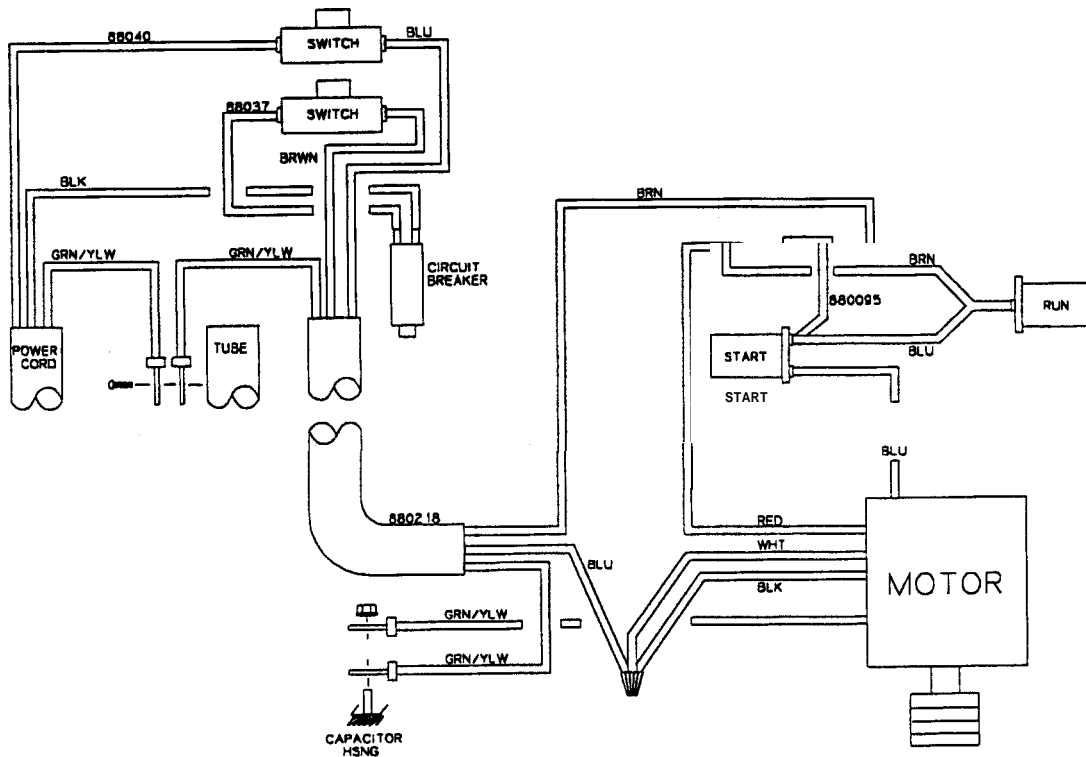 88040
SWITCH
BLU
88037
SWITCH
BRWN
BLK
BRN
GRN/YLW
GRN/YLW
CIRCUIT
BREAKER
BRN
880095
RUN
POWER
CORD
TUBE
START
BLU
START
BLU
880218
RED
WHT
BLU
BLK
MOTOR
GRN/YLW
GRN/YLW
CAPACITOR
HSNG